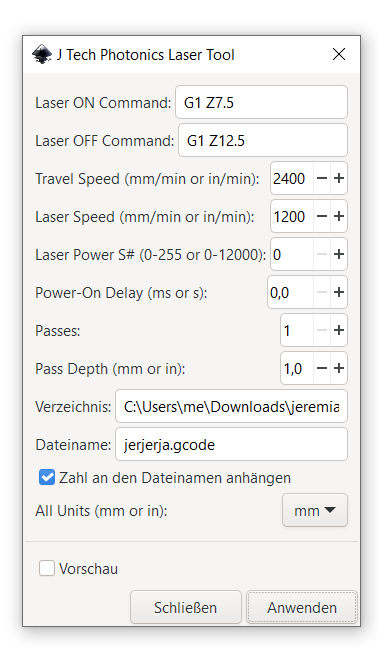 J Tech Photonics Laser Tool
Laser ON Command: G1 Z7.5
Laser OFF Command: G1 Z12.5
Travel Speed (mm/min or in/min): 2400
Laser Speed (mm/min or in/min): 1200
Laser Power S# (0-255 or 0-12000): 0
Power-On Delay (ms or s): 0,0
Passes: 1
Pass Depth (mm or in): 1,0
Verzeichnis: C:\Users\me\Downloads\jeremia
Dateiname: jerjerja.gcode
Zahl an den Dateinamen anhängen
All Units (mm or in): mm
Vorschau
Schließen Anwenden